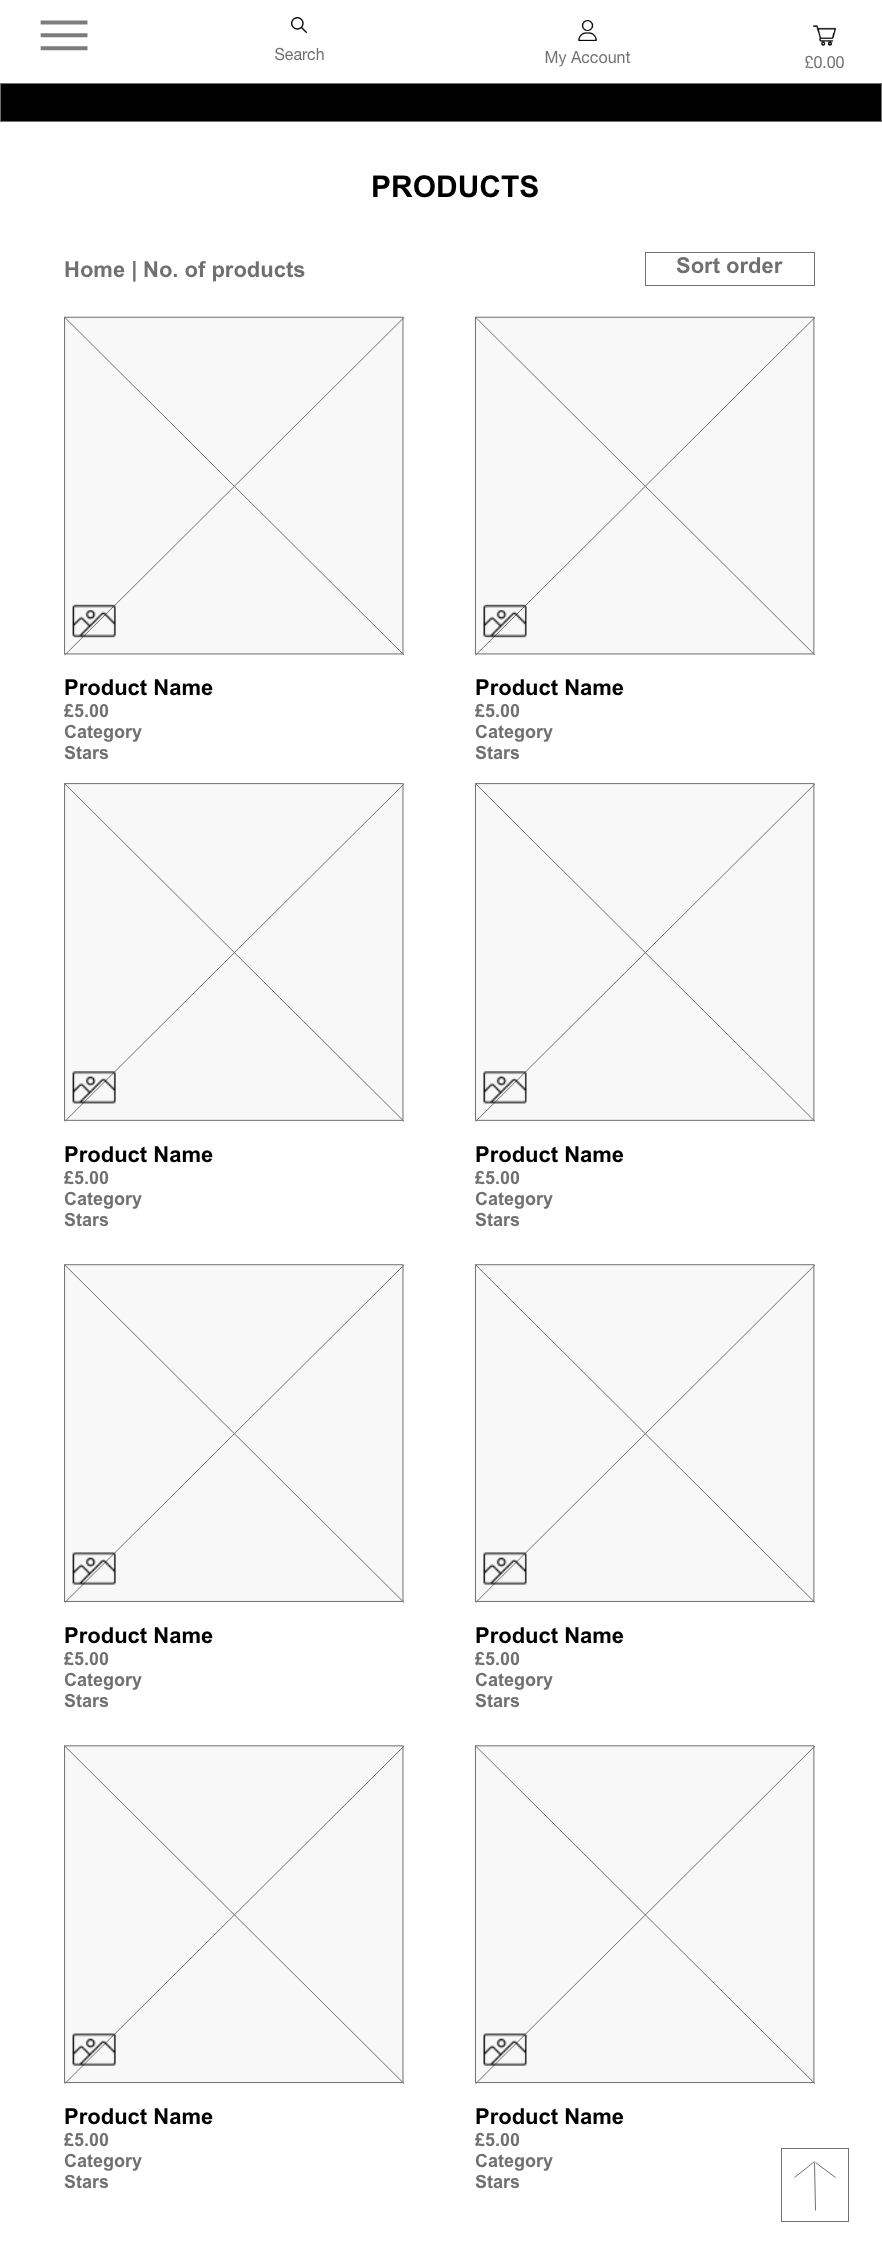 Search
My Account
£0.00
PRODUCTS
Home | No. of products
Sort order
Product Name
£5.00
Category
Stars
Product Name
£5.00
Category
Stars
Product Name
£5.00
Category
Stars
Product Name
£5.00
Category
Stars
Product Name
£5.00
Category
Stars
Product Name
£5.00
Category
Stars
Product Name
£5.00
Category
Stars
Product Name
£5.00
Category
Stars